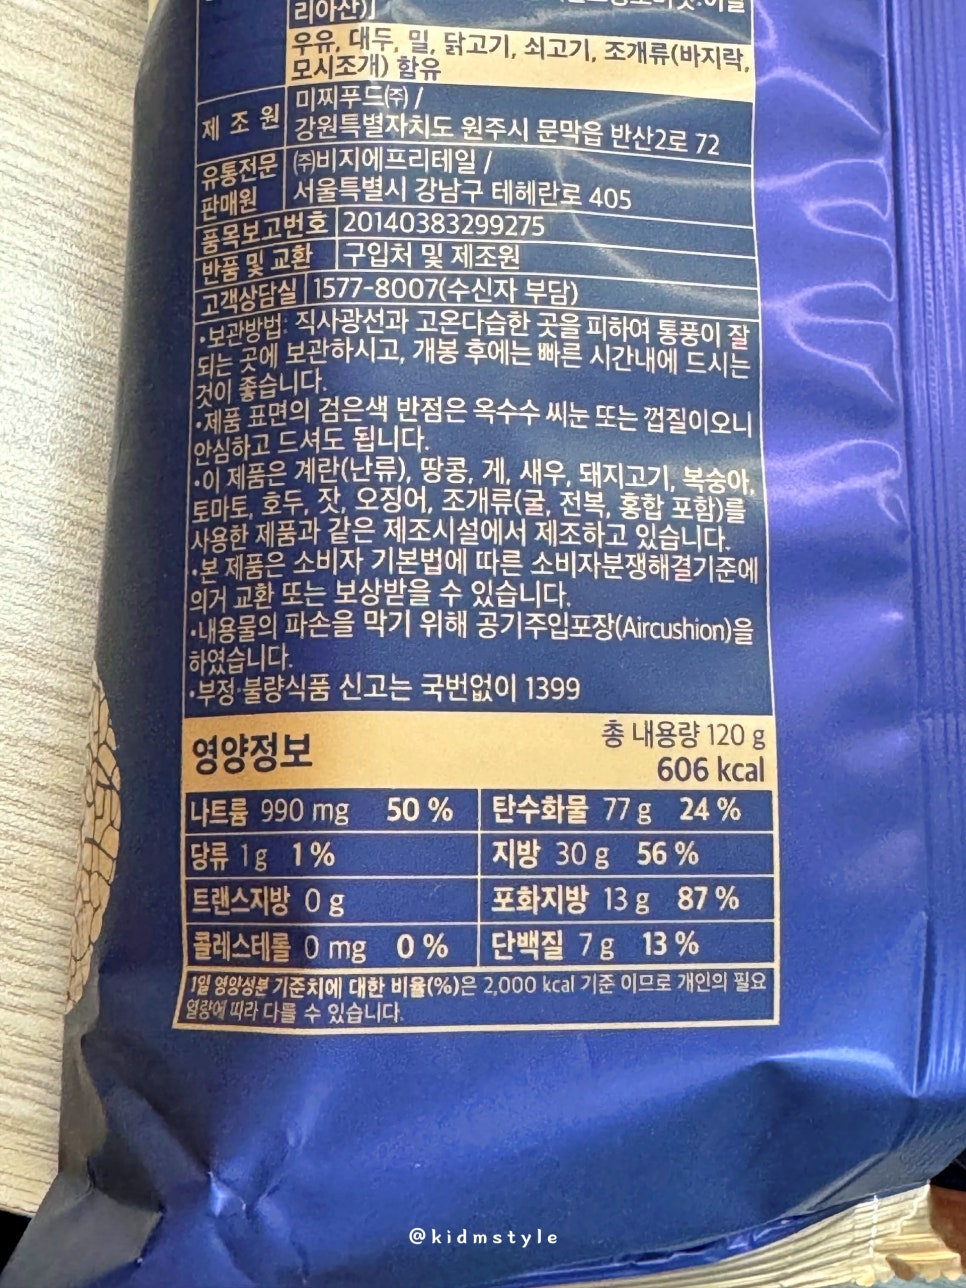 리아산)]
우유, 대두, 밀, 닭고기, 쇠고기, 조개류(바지락,
모시조개) 함유
제 조 원 미찌푸드㈜ /
강원특별자치도 원주시 문막읍 반산2로 72
유통전문 ㈜비지에프리테일 /
판매원 서울특별시 강남구 테헤란로 405
품목보고번호 20140383299275
반품 및 교환 구입처 및 제조원
고객상담실 1577-8007(수신자 부담)
•보관방법: 직사광선과 고온다습한 곳을 피하여 통풍이 잘
되는 곳에 보관하시고, 개봉 후에는 빠른 시간내에 드시는
것이 좋습니다.
•제품 표면의 검은색 반점은 옥수수 씨눈 또는 껍질이오니
안심하고 드셔도 됩니다.
•이 제품은 계란(난류), 땅콩, 게, 새우, 돼지고기, 복숭아,
토마토, 호두, 잣, 오징어, 조개류(굴, 전복, 홍합 포함)를
사용한 제품과 같은 제조시설에서 제조하고 있습니다.
•본 제품은 소비자 기본법에 따른 소비자분쟁해결기준에
의거 교환 또는 보상받을 수 있습니다.
•내용물의 파손을 막기 위해 공기주입포장(Aircushion)을
하였습니다.
•부정·불량식품 신고는 국번없이 1399
영양정보 총 내용량 120 g
606 kcal
나트륨 990 mg 50 % 탄수화물 77 g 24 %
당류 1 g 1 % 지방 30 g 56 %
트랜스지방 0 g 포화지방 13 g 87 %
콜레스테롤 0 mg 0 % 단백질 7 g 13 %
1일 영양성분 기준치에 대한 비율(%)은 2,000 kcal 기준 이므로 개인의 필요
열량에 따라 다를 수 있습니다.
@kidmstyle